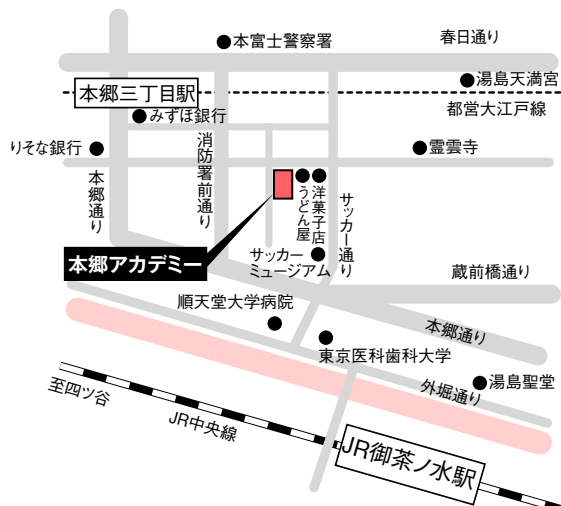 本富士警察署
春日通り
湯島天満宮
本郷三丁目駅
都営大江戸線
みずほ銀行
りそな銀行
霊雲寺
本郷通り
消防署前通り
うどん屋
洋菓子店
サッカー通り
本郷アカデミー
サッカー
ミュージアム
蔵前橋通り
順天堂大学病院
本郷通り
東京医科歯科大学
外堀通り
湯島聖堂
至四ツ谷
JR中央線
JR御茶ノ水駅